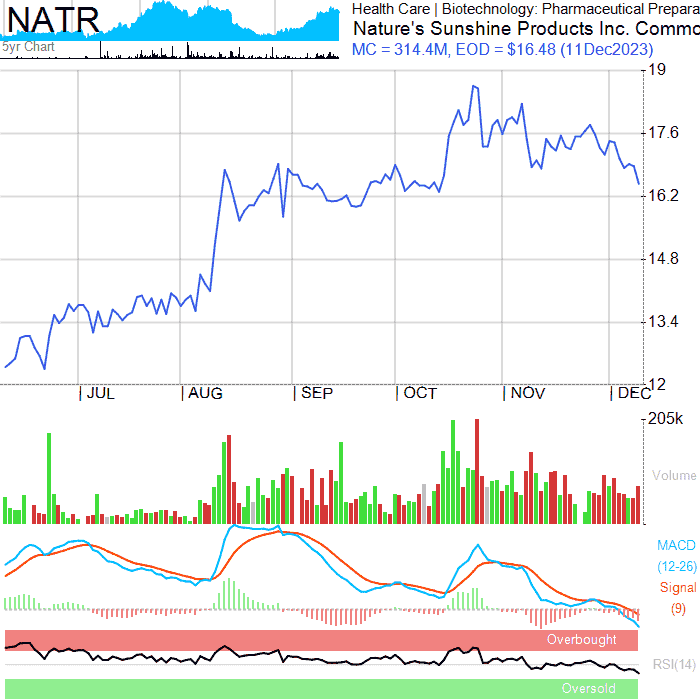 NATR
5yr Chart
Health Care | Biotechnology: Pharmaceutical Prepara
Nature's Sunshine Products Inc. Commo
MC = 314.4M, EOD = $16.48 (11Dec2023)
19
17.6
16.2
14.8
13.4
12
| JUL | AUG | SEP | OCT | NOV | DEC
205k
Volume
MACD
(12-26)
Signal
(9)
Overbought
RSI(14)
Oversold